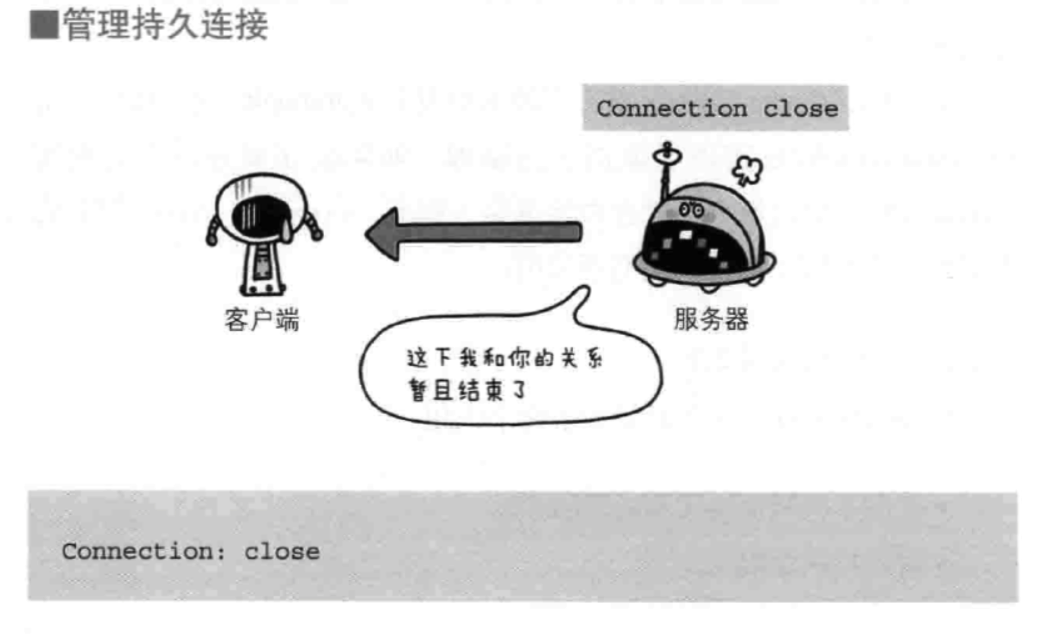 ■管理持久连接
Connection close
客户端
服务器
这下我和你的关系
暂且结束了
Connection: close